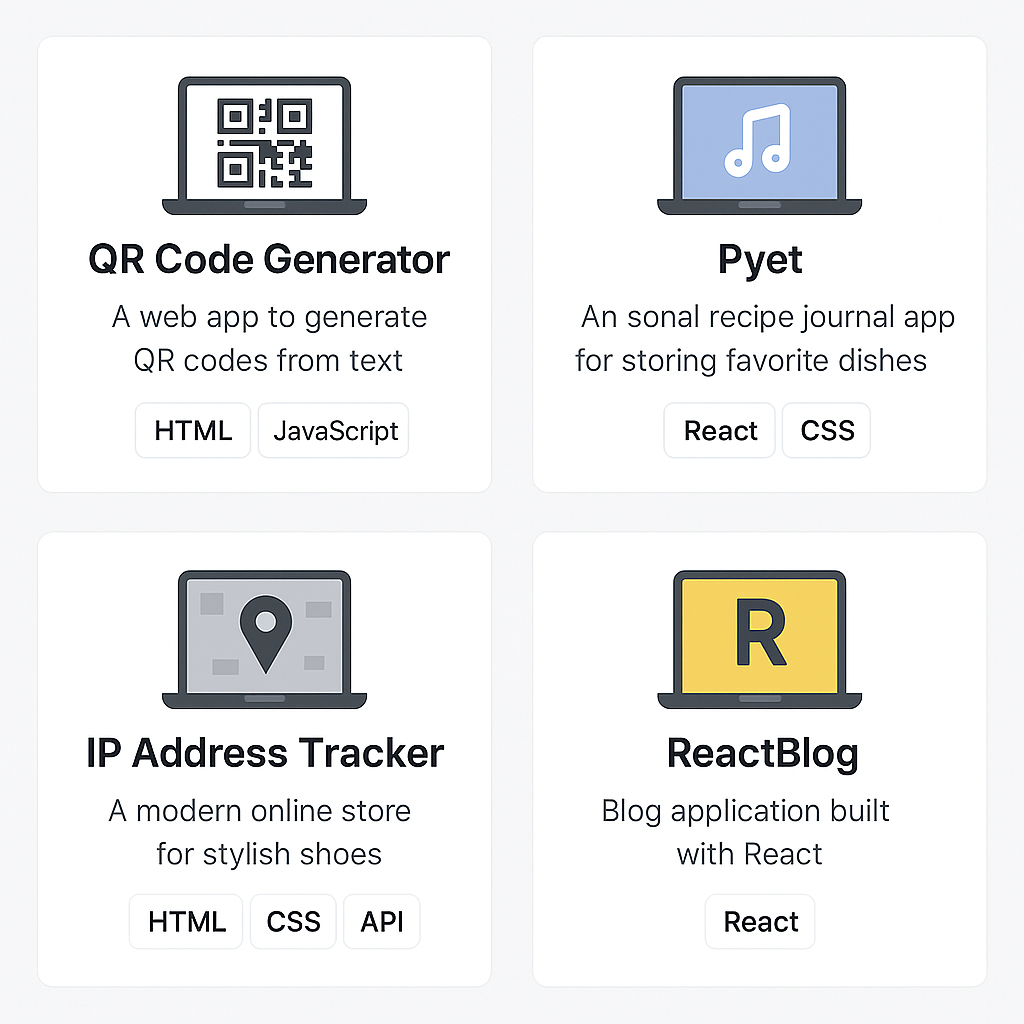 QR Code Generator
A web app to generate
QR codes from text
HTML JavaScript
Pyet
An sonal recipe journal app
for storing favorite dishes
React CSS
IP Address Tracker
A modern online store
for stylish shoes
HTML CSS API
R
ReactBlog
Blog application built
with React
React